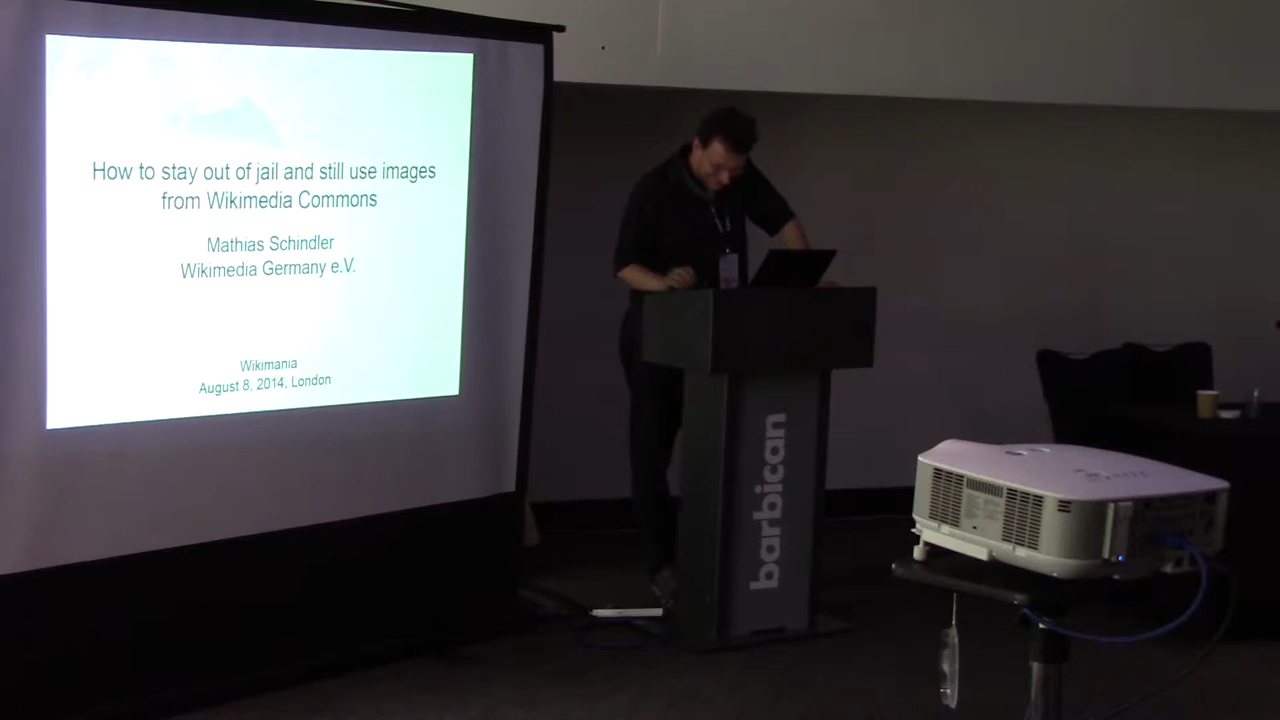 How to stay out of jail and still use images
from Wikimedia Commons
Mathias Schindler
Wikimedia Germany e.V.
Wikimania
August 8, 2014, London
barbican